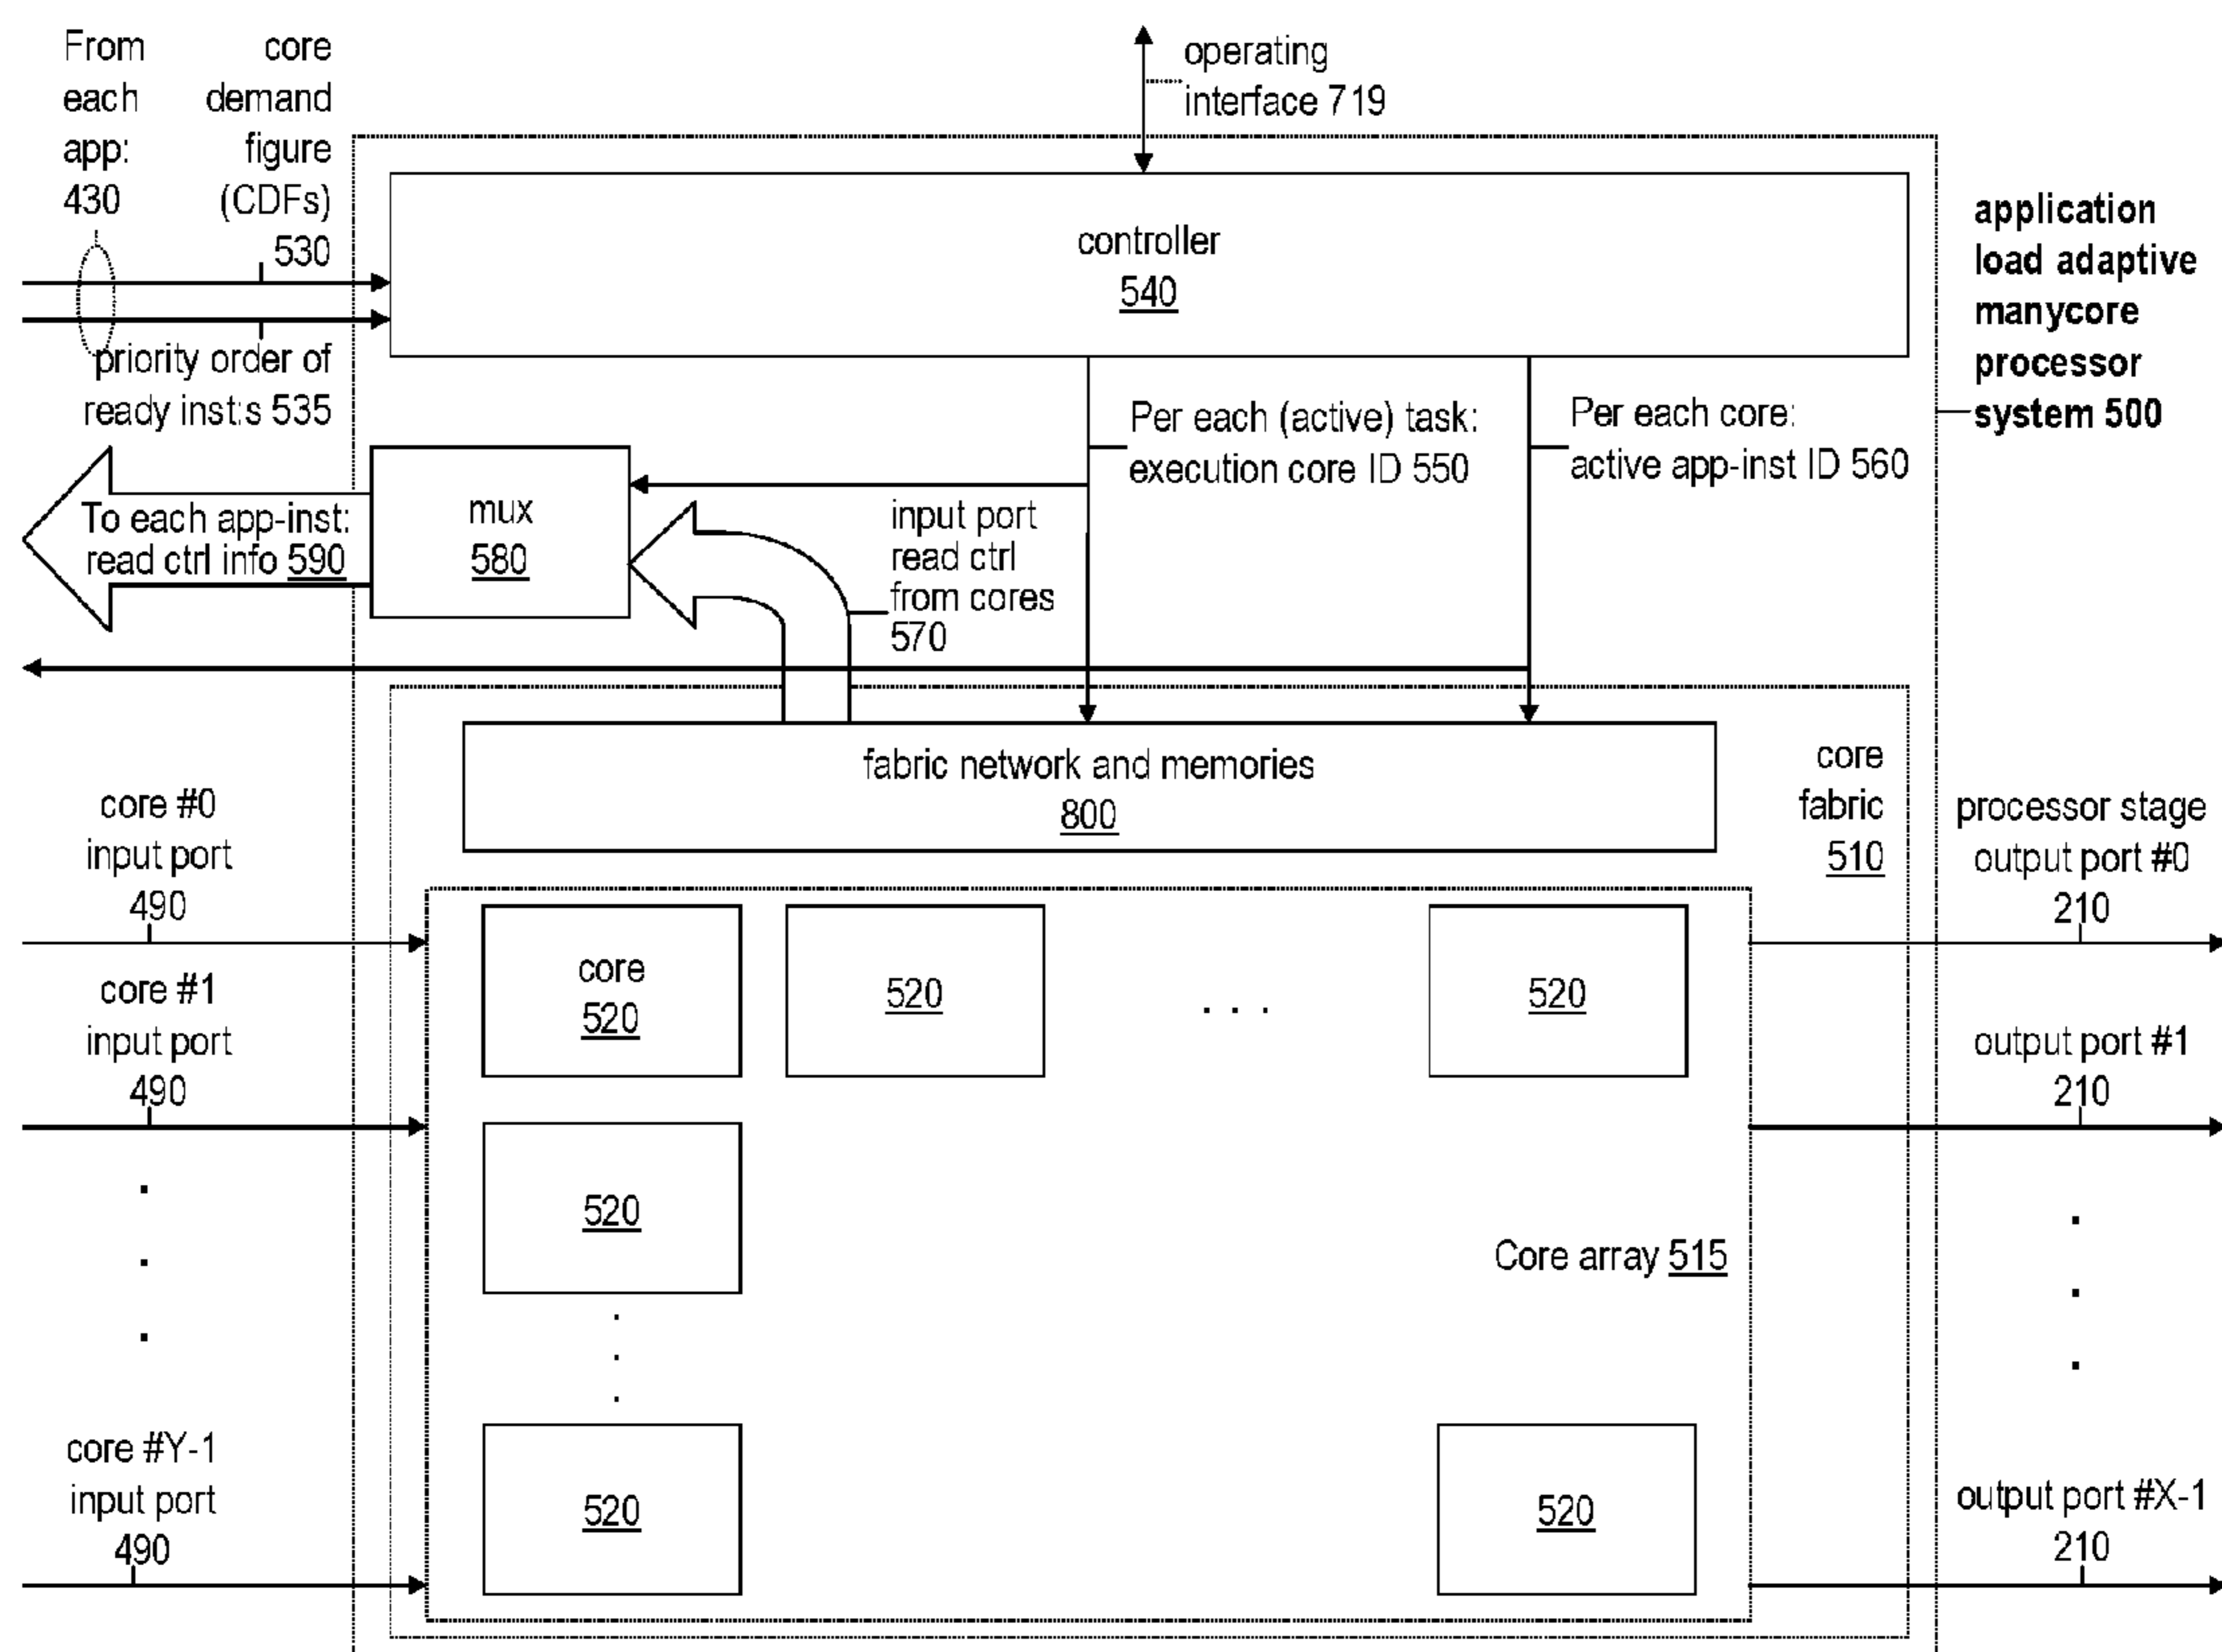 From
each
app:
430
core
demand
figure
(CDFs)
530
priority order of
ready inst:s 535
operating
interface 719
controller
540
application
load adaptive
manycore
processor
system 500
Per each (active) task:
execution core ID 550
Per each core:
active app-inst ID 560
To each app-inst:
read ctrl info 590
mux
580
input port
read ctrl
from cores
570
fabric network and memories
800
core
fabric
510
core #0
input port
490
core #1
input port
490
.
.
.
core #Y-1
input port
490
core
520
520
. . .
520
520
.
.
.
520
520
Core array 515
processor stage
output port #0
210
output port #1
210
.
.
.
output port #X-1
210